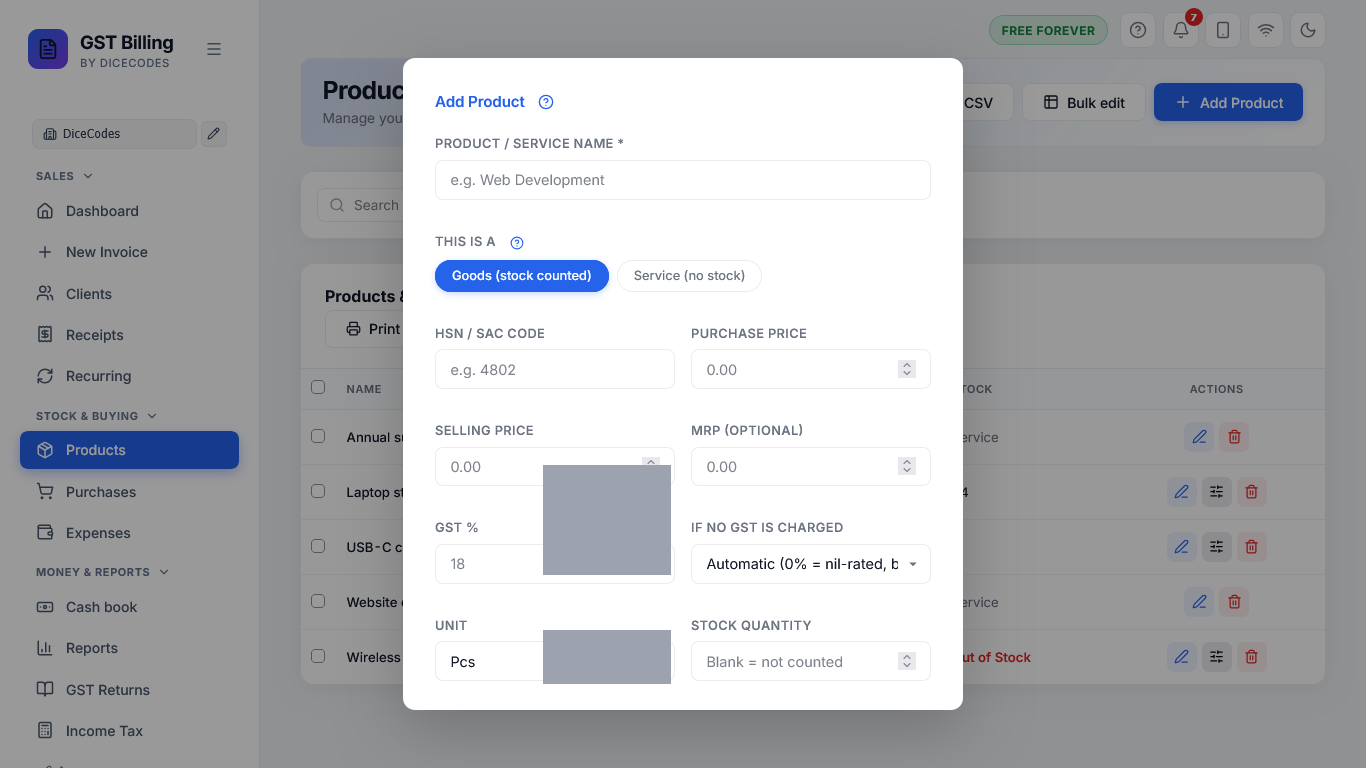 GST Billing
BY DICECODES
DiceCodes
SALES
Dashboard
New Invoice
Clients
Receipts
Recurring
STOCK & BUYING
Products
Purchases
Expenses
MONEY & REPORTS
Cash book
Reports
GST Returns
Income Tax
FREE FOREVER
7
Produc
Manage you
CSV
Bulk edit
Add Product
Search
Products &
Print
NAME
TOCK
ACTIONS
Annual su
ervice
Laptop st
4
USB-C c
Website
ervice
Wireless
ut of Stock
Add Product
PRODUCT / SERVICE NAME *
e.g. Web Development
THIS IS A
Goods (stock counted)
Service (no stock)
HSN / SAC CODE
PURCHASE PRICE
e.g. 4802
0.00
SELLING PRICE
MRP (OPTIONAL)
0.00
0.00
GST %
IF NO GST IS CHARGED
18
Automatic (0% = nil-rated, b
UNIT
STOCK QUANTITY
Pcs
Blank = not counted